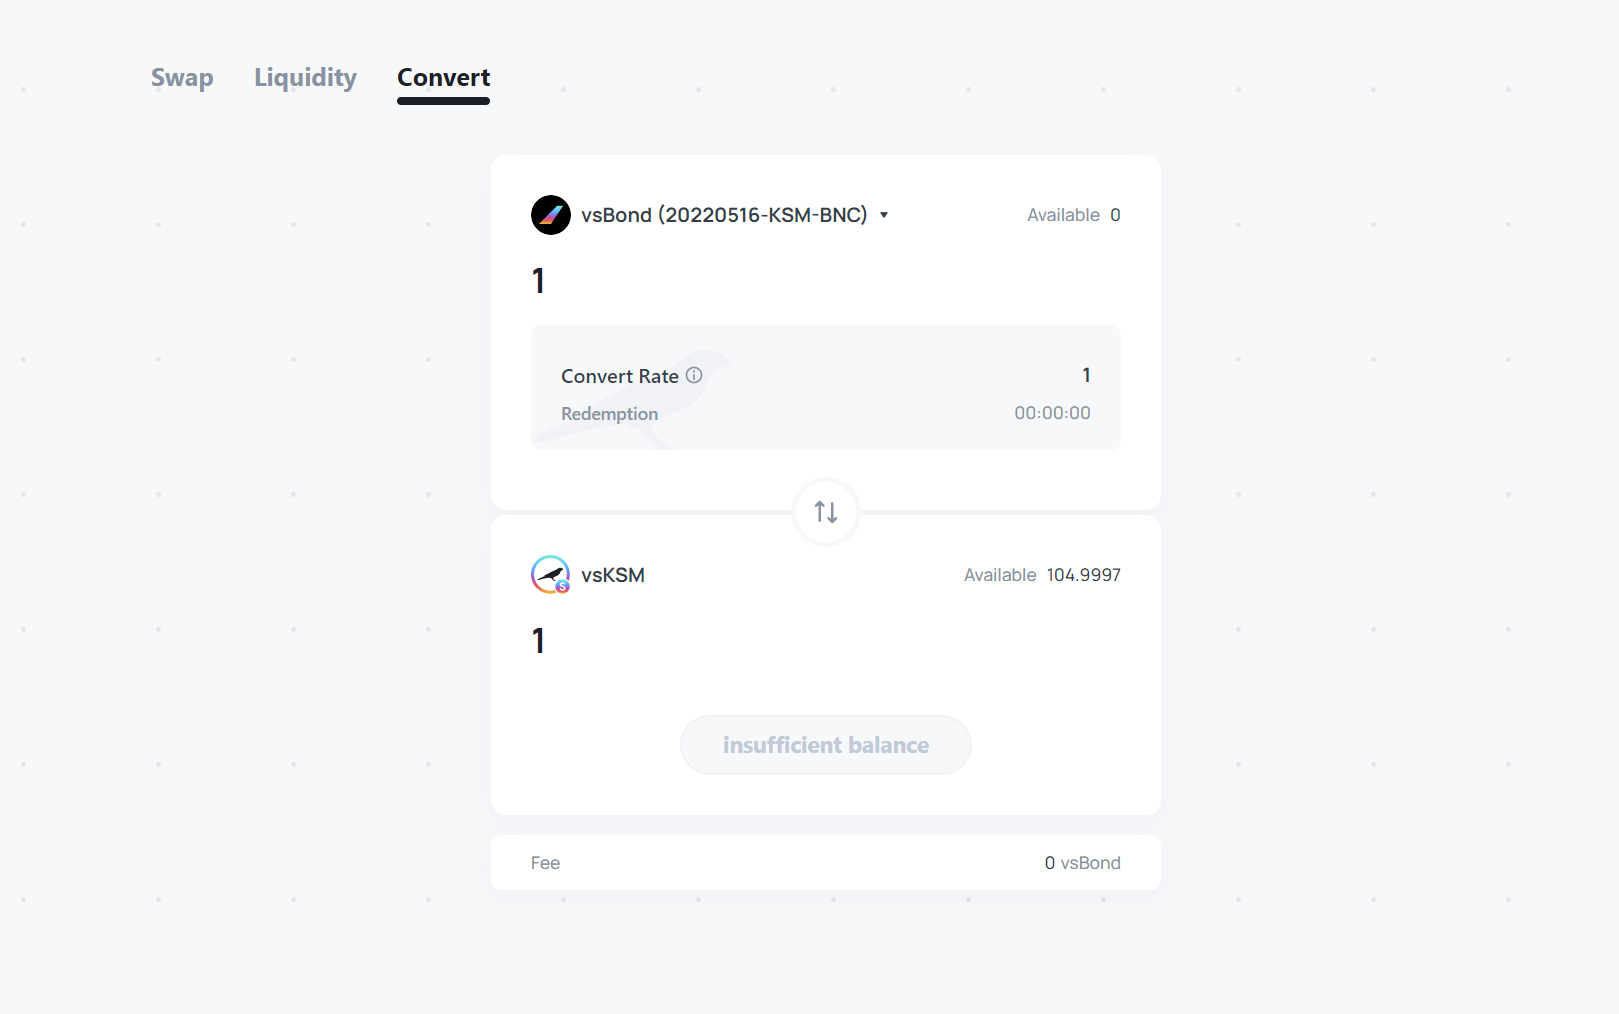 Swap Liquidity Convert
vsBond (20220516-KSM-BNC) Available 0
1
Convert Rate 1
Redemption 00:00:00
vsKSM Available 104.9997
S
1
insufficient balance
Fee 0 vsBond